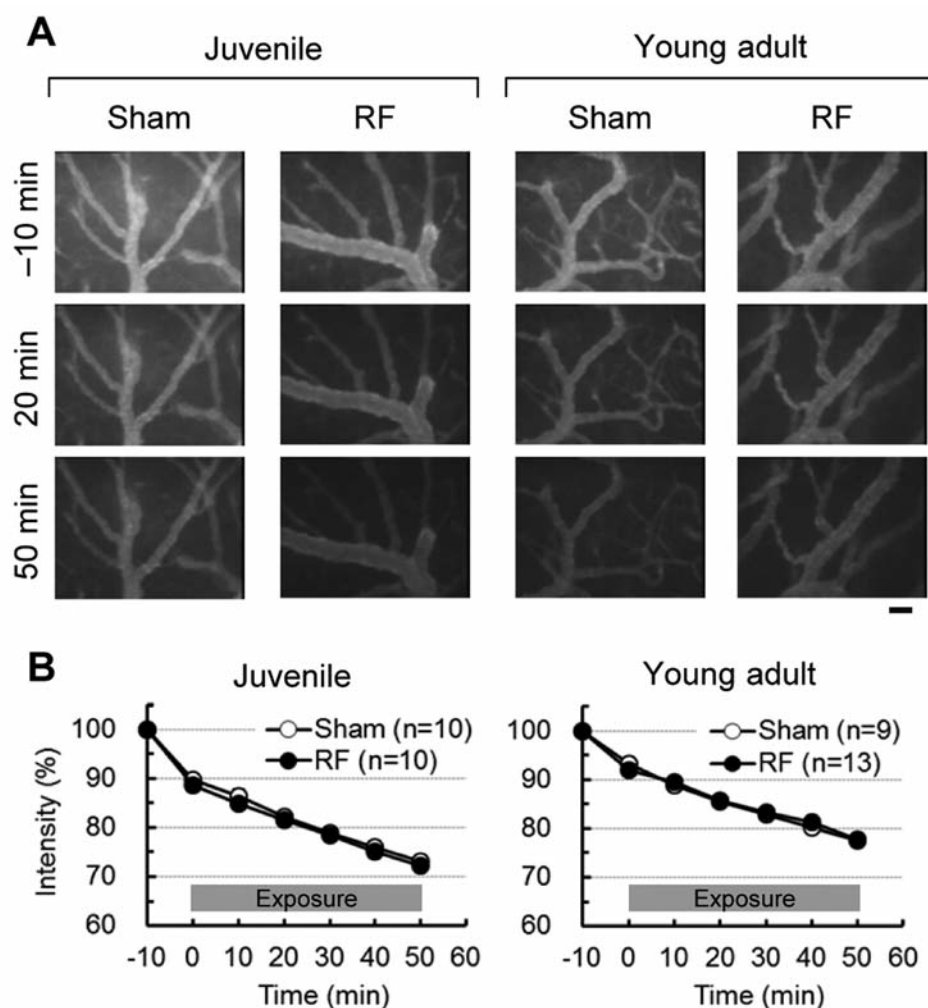 A
Juvenile Young adult
Sham RF Sham RF
–10 min
20 min
50 min
B
Juvenile Young adult
Intensity (%)
100
90
80
70
60
Sham (n=10)
RF (n=10)
Exposure
-10 0 10 20 30 40 50 60
Time (min)
100
90
80
70
60
Sham (n=9)
RF (n=13)
Exposure
-10 0 10 20 30 40 50 60
Time (min)